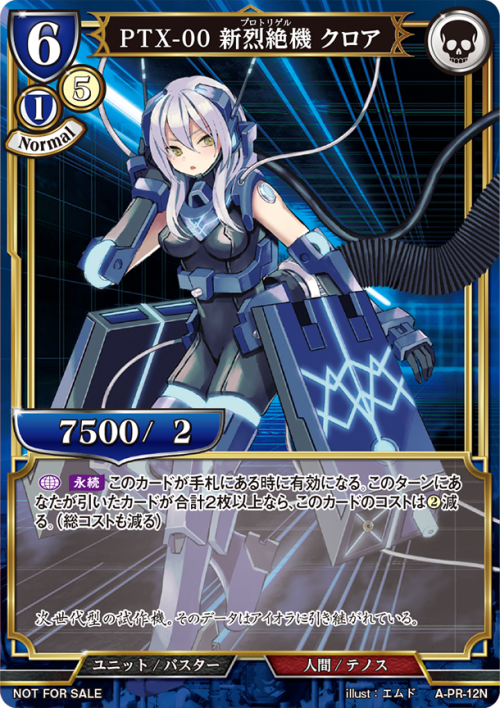 6
プロトリゲル
PTX-00 新烈絶機 クロア
1
5
Normal
7500/ 2
永続 このカードが手札にある時に有効になる。このターンにあ
なたが引いたカードが合計2枚以上なら、このカードのコストは2減
る。(総コストも減る)
次世代型の試作機。そのデータはアイオラに引き継がれている。
ユニット / バスター
人間 / テノス
NOT FOR SALE
illust：エムド
A-PR-12N